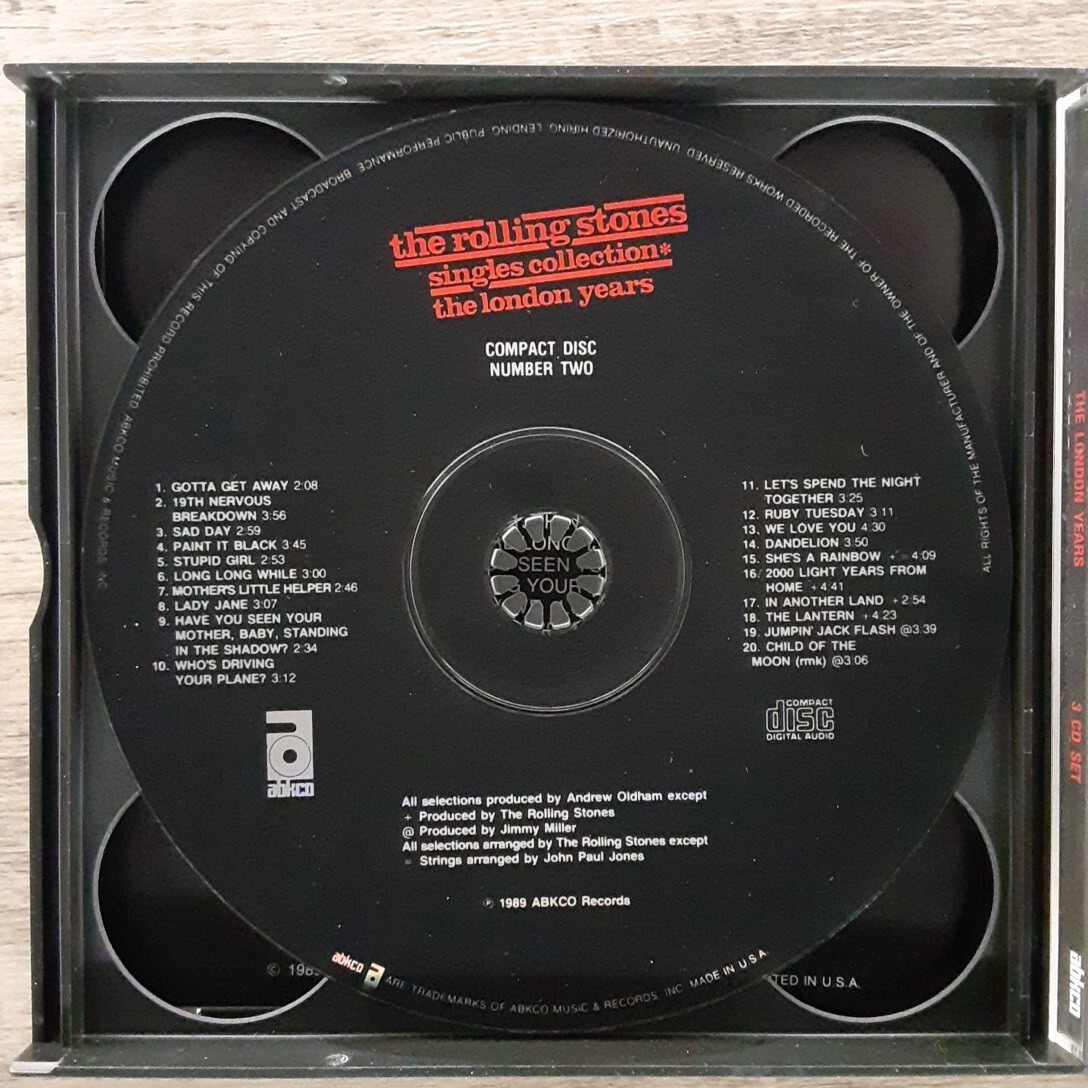 the rolling stones
singles collection*
the london years
COMPACT DISC
NUMBER TWO
1. GOTTA GET AWAY 2:08
2. 19TH NERVOUS
BREAKDOWN 3:56
3. SAD DAY 2:59
4. PAINT IT BLACK 3:45
5. STUPID GIRL 2:53
6. LONG LONG WHILE 3:00
7. MOTHER'S LITTLE HELPER 2:46
8. LADY JANE 3:07
9. HAVE YOU SEEN YOUR
MOTHER, BABY, STANDING
IN THE SHADOW? 2:34
10. WHO'S DRIVING
YOUR PLANE? 3:12
11. LET'S SPEND THE NIGHT
TOGETHER 3:25
12. RUBY TUESDAY 3:11
13. WE LOVE YOU 4:30
14. DANDELION 3:50
15. SHE'S A RAINBOW + = 4:09
16. 2000 LIGHT YEARS FROM
HOME + 4:41
17. IN ANOTHER LAND + 2:54
18. THE LANTERN + 4:23
19. JUMPIN' JACK FLASH @3:39
20. CHILD OF THE
MOON (rmk) @3:06
SEEN
YOUR
abkco
COMPACT
disc
DIGITAL AUDIO
All selections produced by Andrew Oldham except
+ Produced by The Rolling Stones
@ Produced by Jimmy Miller
All selections arranged by The Rolling Stones except
= Strings arranged by John Paul Jones
℗ 1989 ABKCO Records
abkco ARE TRADEMARKS OF ABKCO MUSIC & RECORDS, INC. MADE IN U.S.A.
ABKCO MUSIC & RECORDS, INC.
ALL RIGHTS OF THE MANUFACTURER AND OF THE OWNER OF THE RECORDED WORKS RESERVED. UNAUTHORIZED HIRING, LENDING, PUBLIC PERFORMANCE, BROADCAST AND COPYING OF THIS RECORD PROHIBITED.
© 198
TED IN U.S.A.
THE LONDON YEARS
3 CD SET
abkco